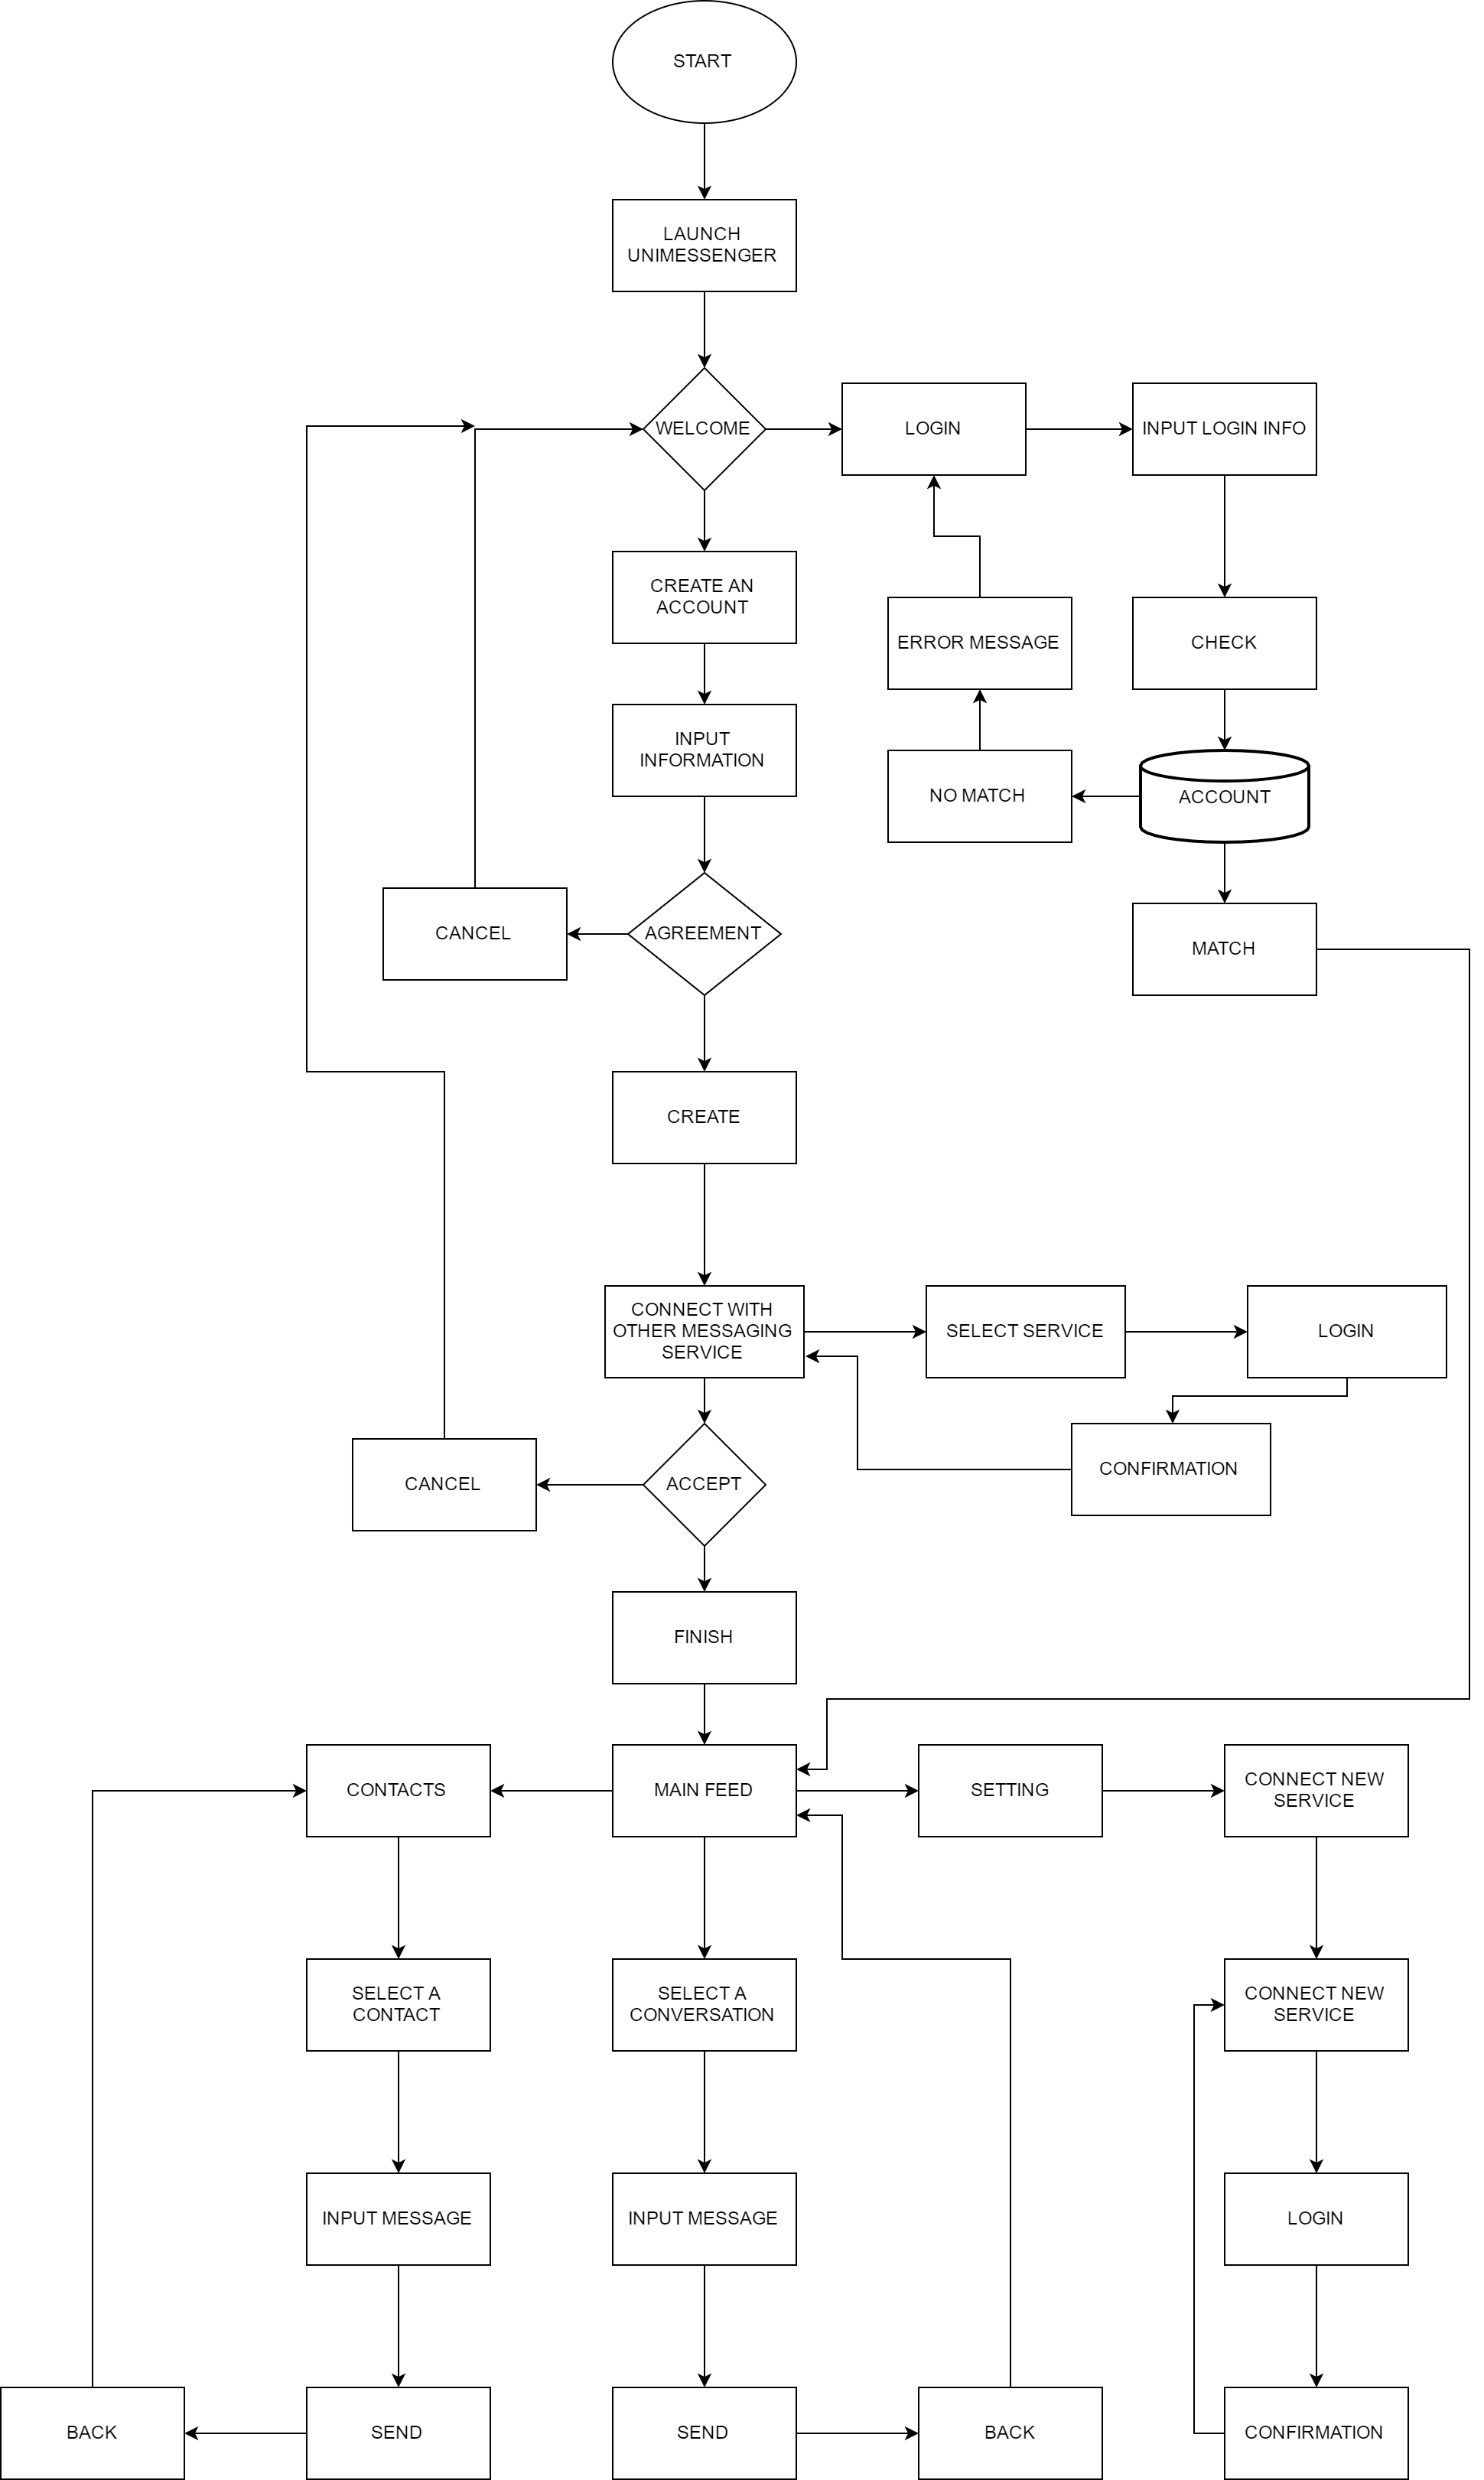 START
LAUNCH
UNIMESSENGER
WELCOME
LOGIN
INPUT LOGIN INFO
CREATE AN
ACCOUNT
ERROR MESSAGE
CHECK
INPUT
INFORMATION
NO MATCH
ACCOUNT
CANCEL
AGREEMENT
MATCH
CREATE
CONNECT WITH
OTHER MESSAGING
SERVICE
SELECT SERVICE
LOGIN
CANCEL
ACCEPT
CONFIRMATION
FINISH
CONTACTS
MAIN FEED
SETTING
CONNECT NEW
SERVICE
SELECT A
CONTACT
SELECT A
CONVERSATION
CONNECT NEW
SERVICE
INPUT MESSAGE
INPUT MESSAGE
LOGIN
BACK
SEND
SEND
BACK
CONFIRMATION